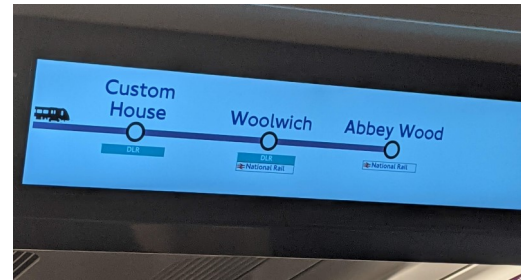 Custom
House
DLR
Woolwich
DLR
National Rail
Abbey Wood
National Rail